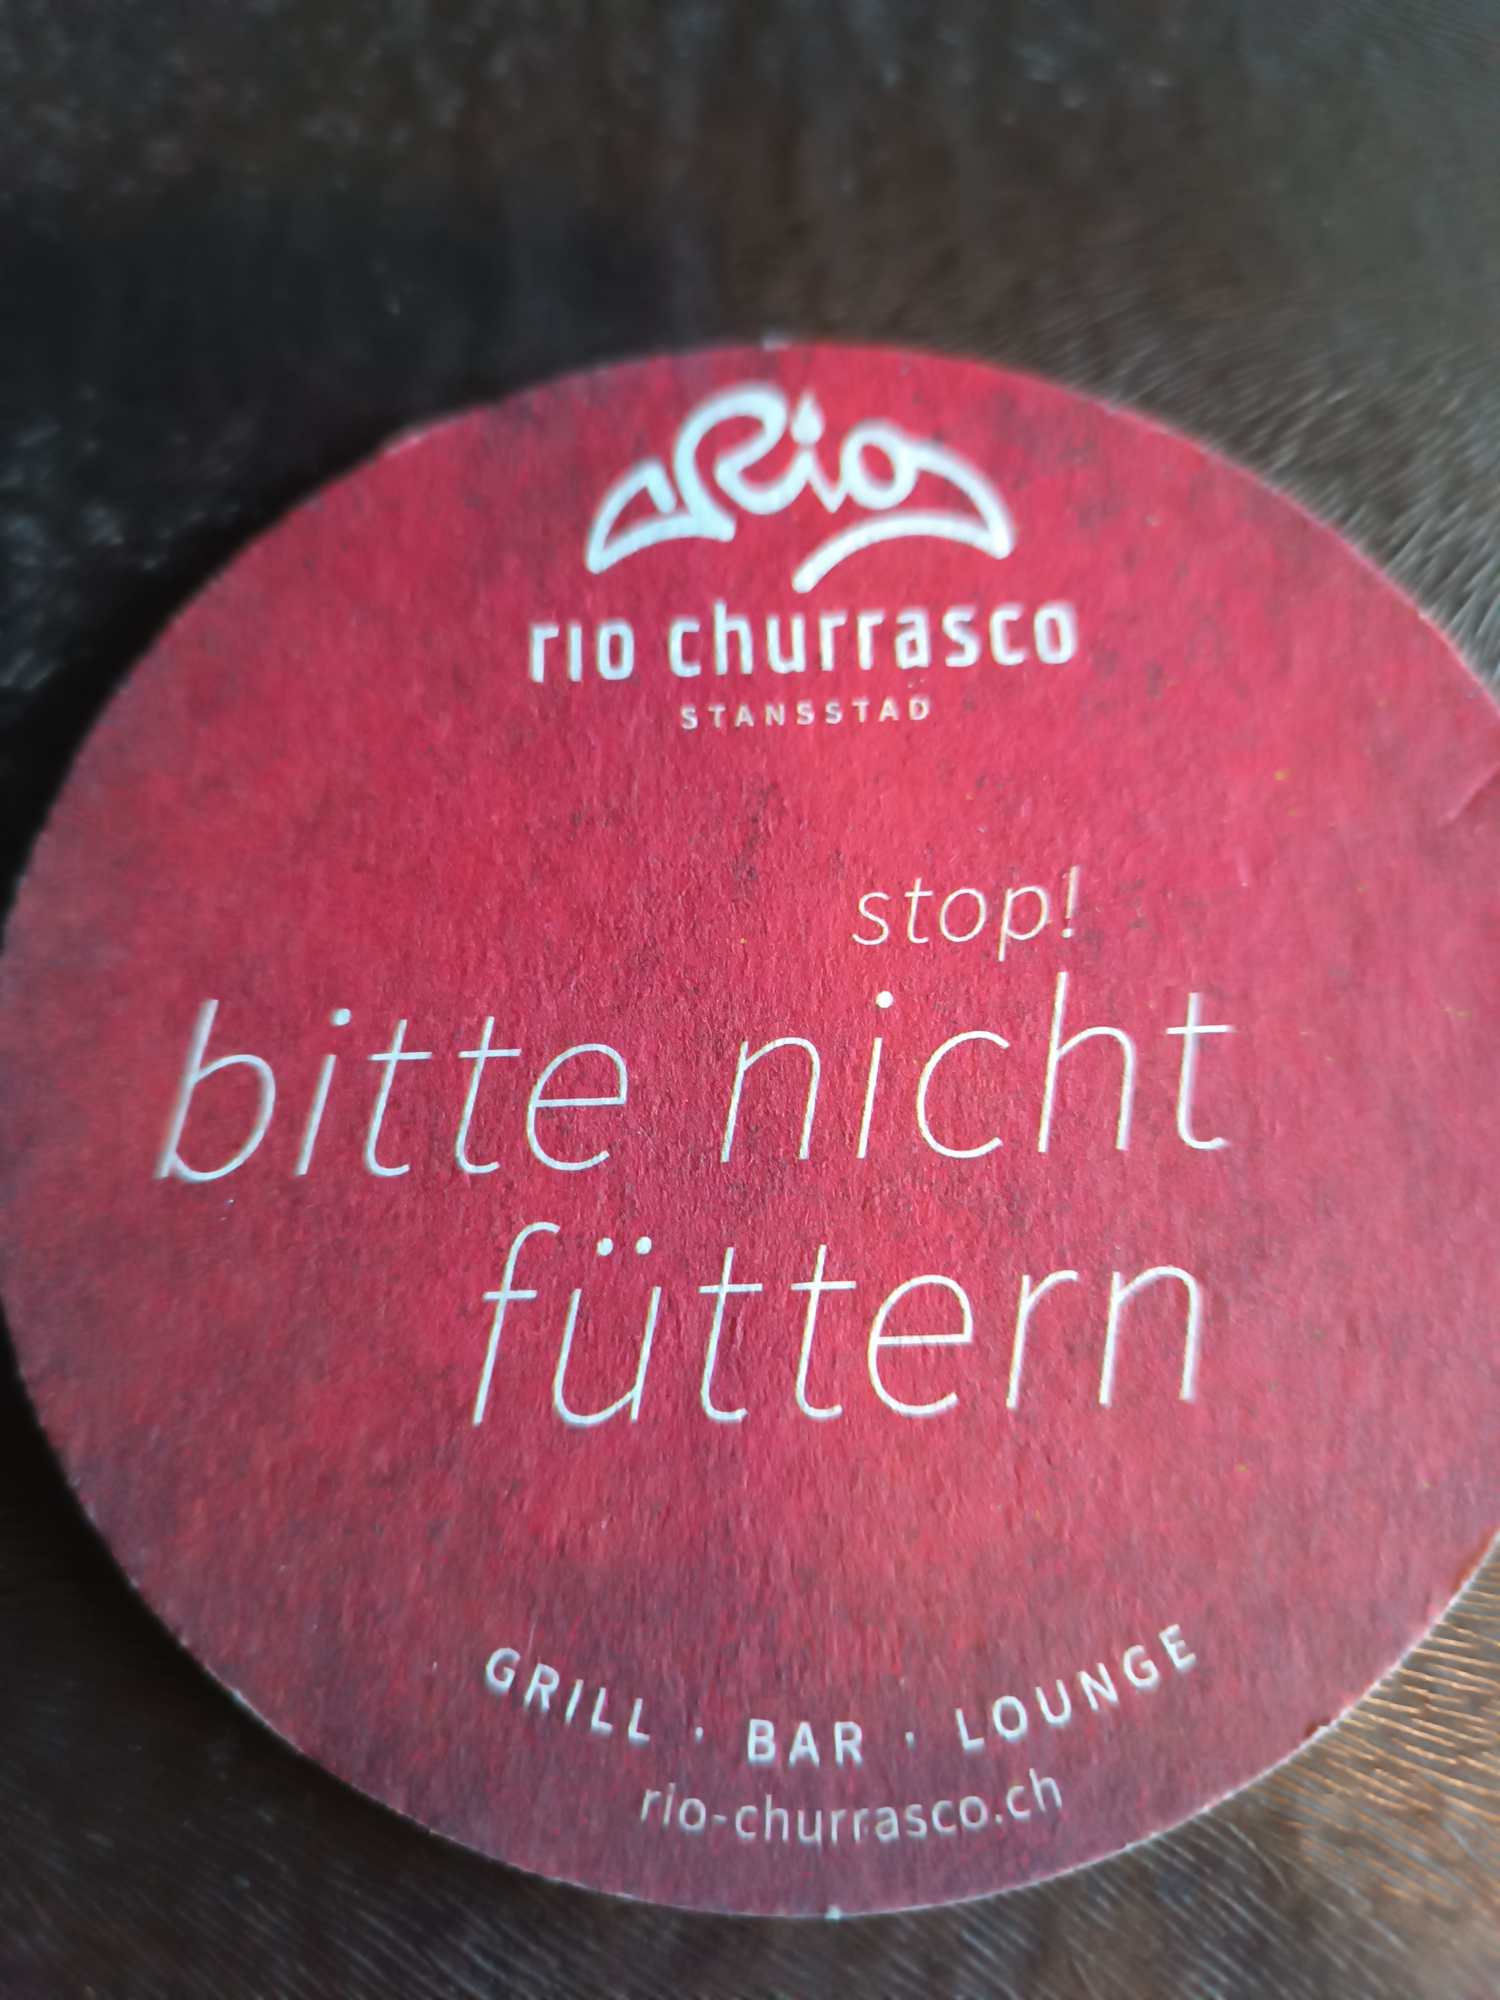 Rio
rio churrasco
STANSSTAD
stop!
bitte nicht
füttern
GRILL · BAR · LOUNGE
rio-churrasco.ch